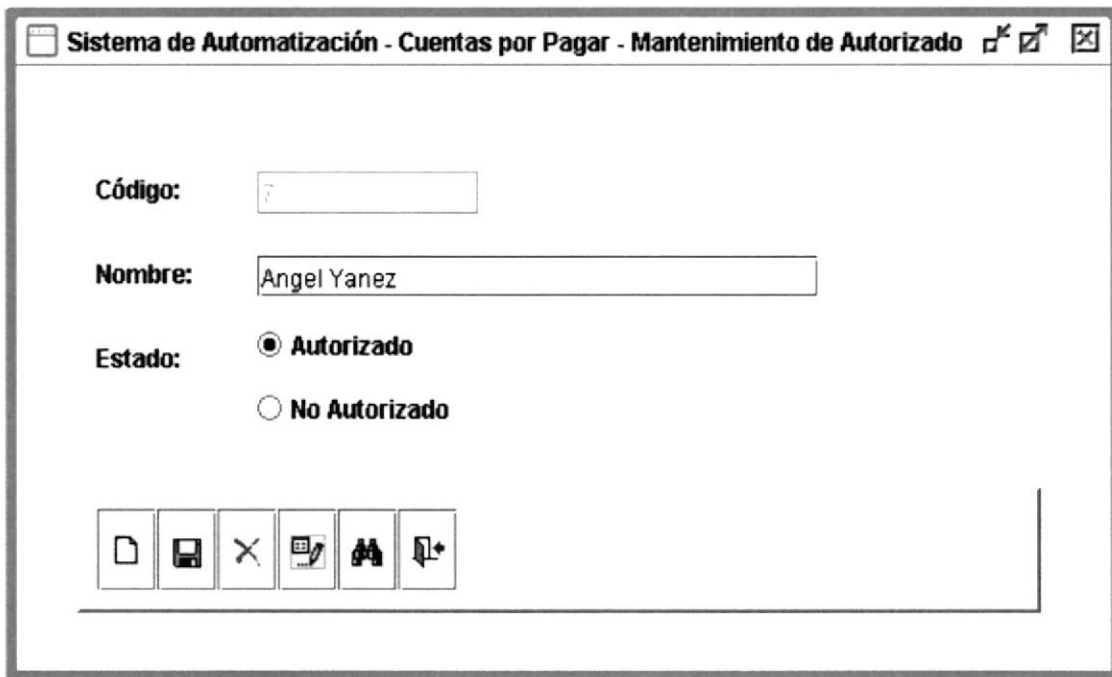 Sistema de Automatización - Cuentas por Pagar - Mantenimiento de Autorizado
Código: 7
Nombre: Angel Yanez
Estado: Autorizado
No Autorizado